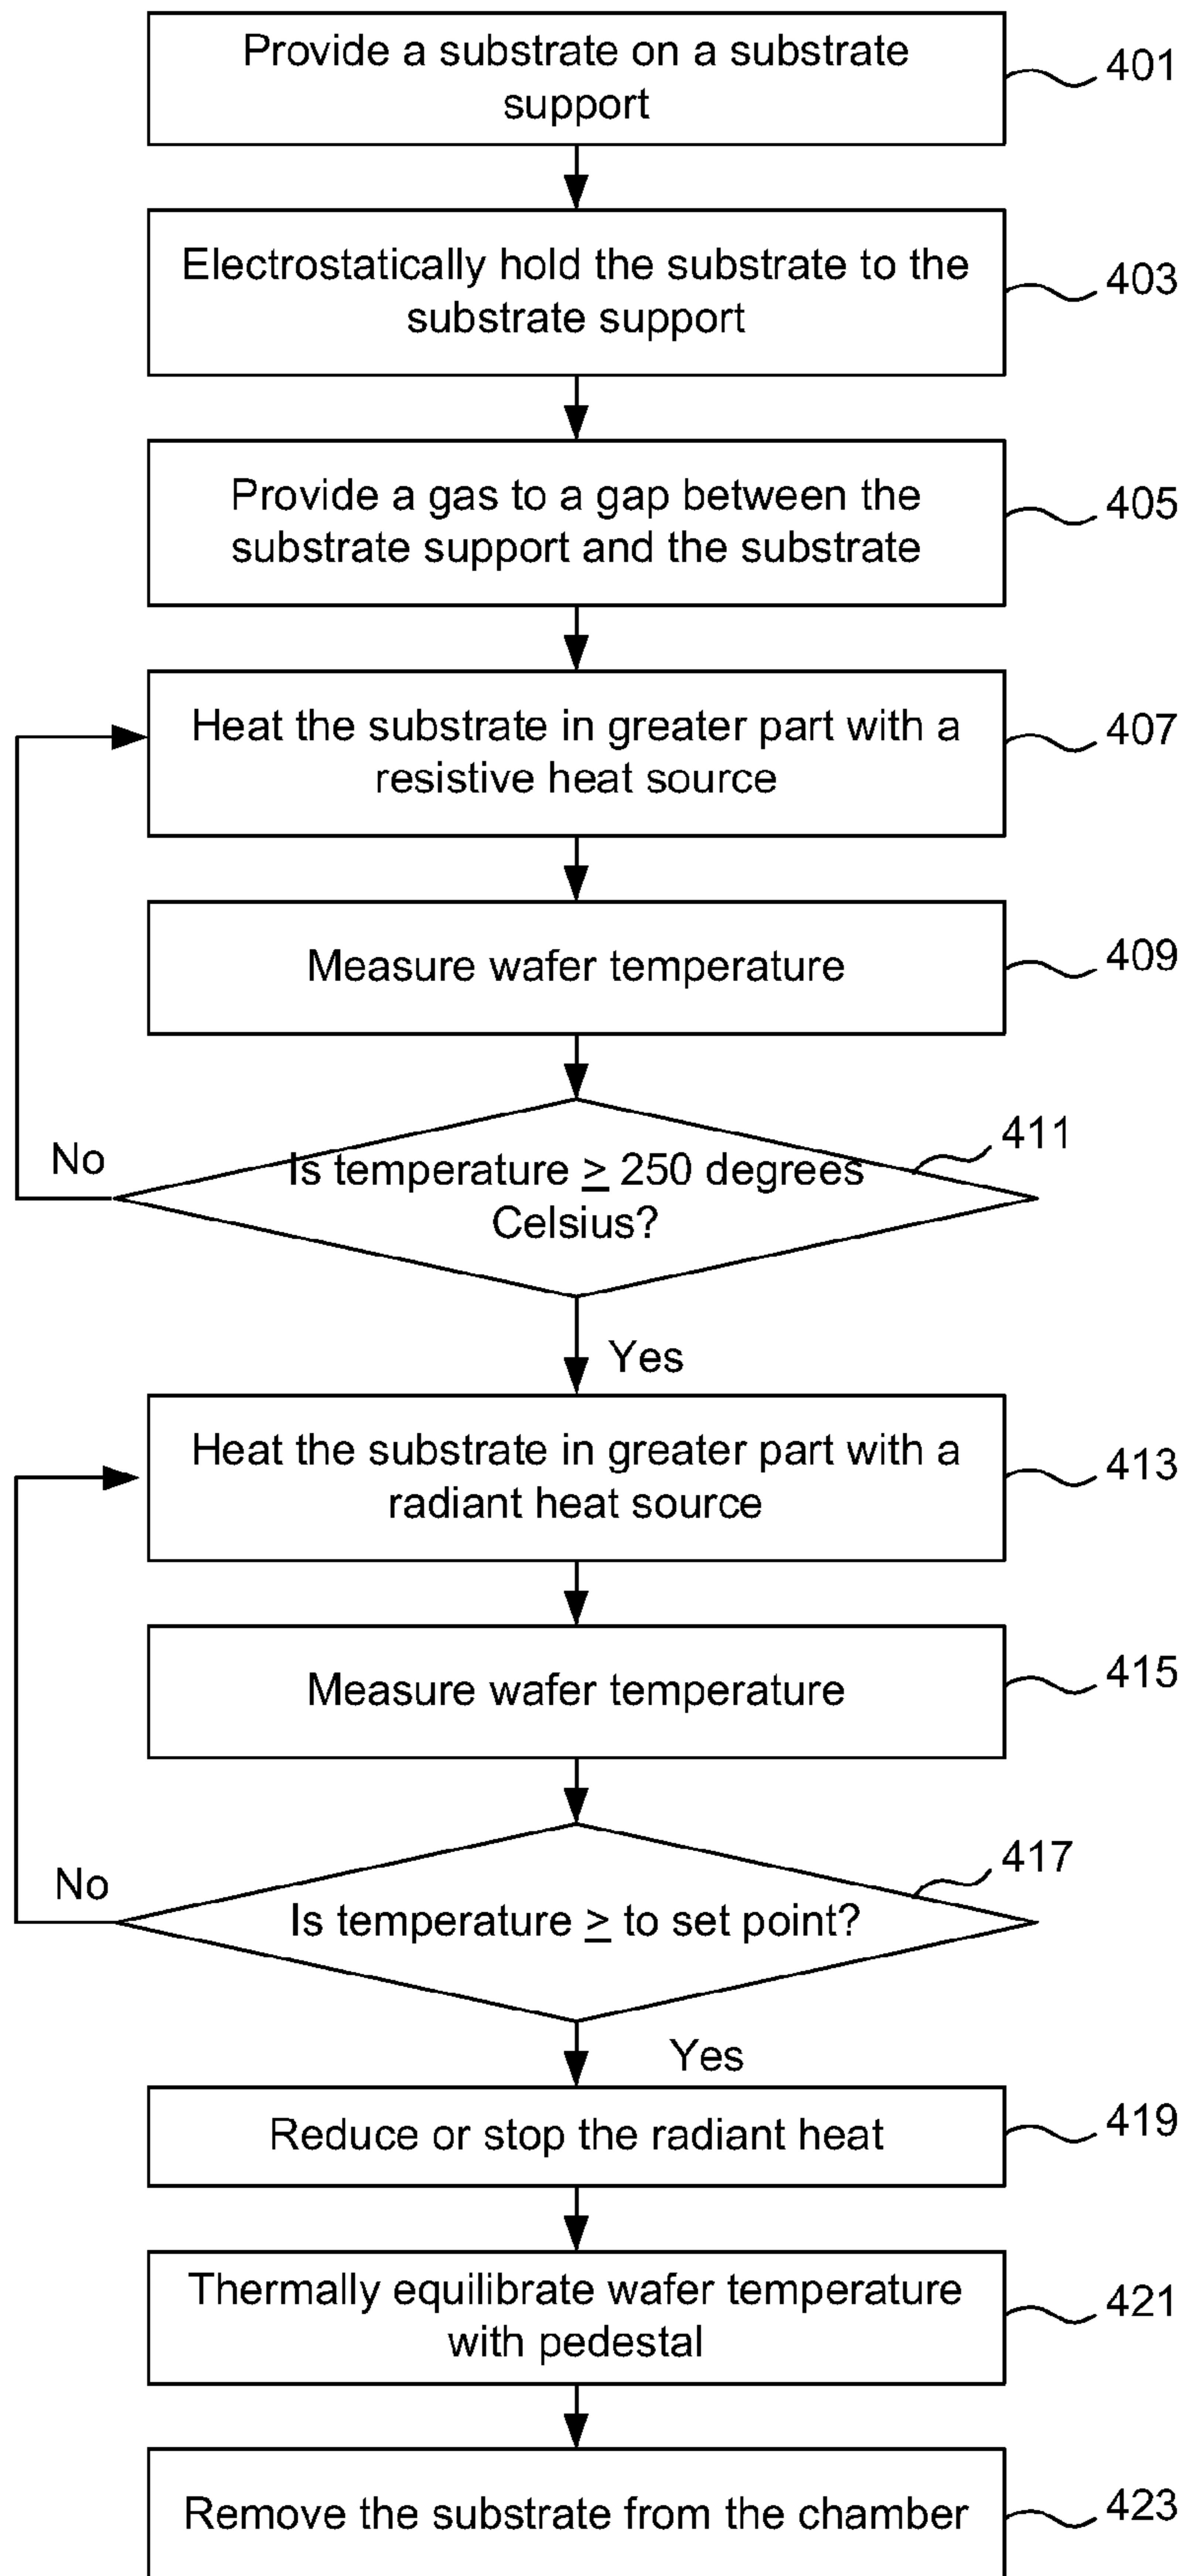 Provide a substrate on a substrate
support
401
Electrostatically hold the substrate to the
substrate support
403
Provide a gas to a gap between the
substrate support and the substrate
405
Heat the substrate in greater part with a
resistive heat source
407
Measure wafer temperature
409
411
No
Is temperature ≥ 250 degrees
Celsius?
Yes
Heat the substrate in greater part with a
radiant heat source
413
Measure wafer temperature
415
417
No
Is temperature ≥ to set point?
Yes
Reduce or stop the radiant heat
419
Thermally equilibrate wafer temperature
with pedestal
421
Remove the substrate from the chamber
423